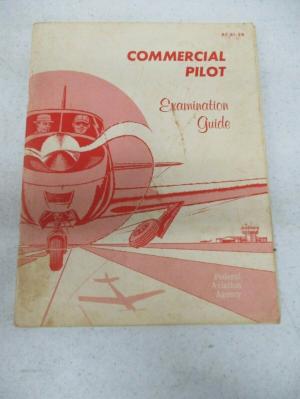 COMMERCIAL
PILOT
Examination
Guide
Federal
Aviation
Agency